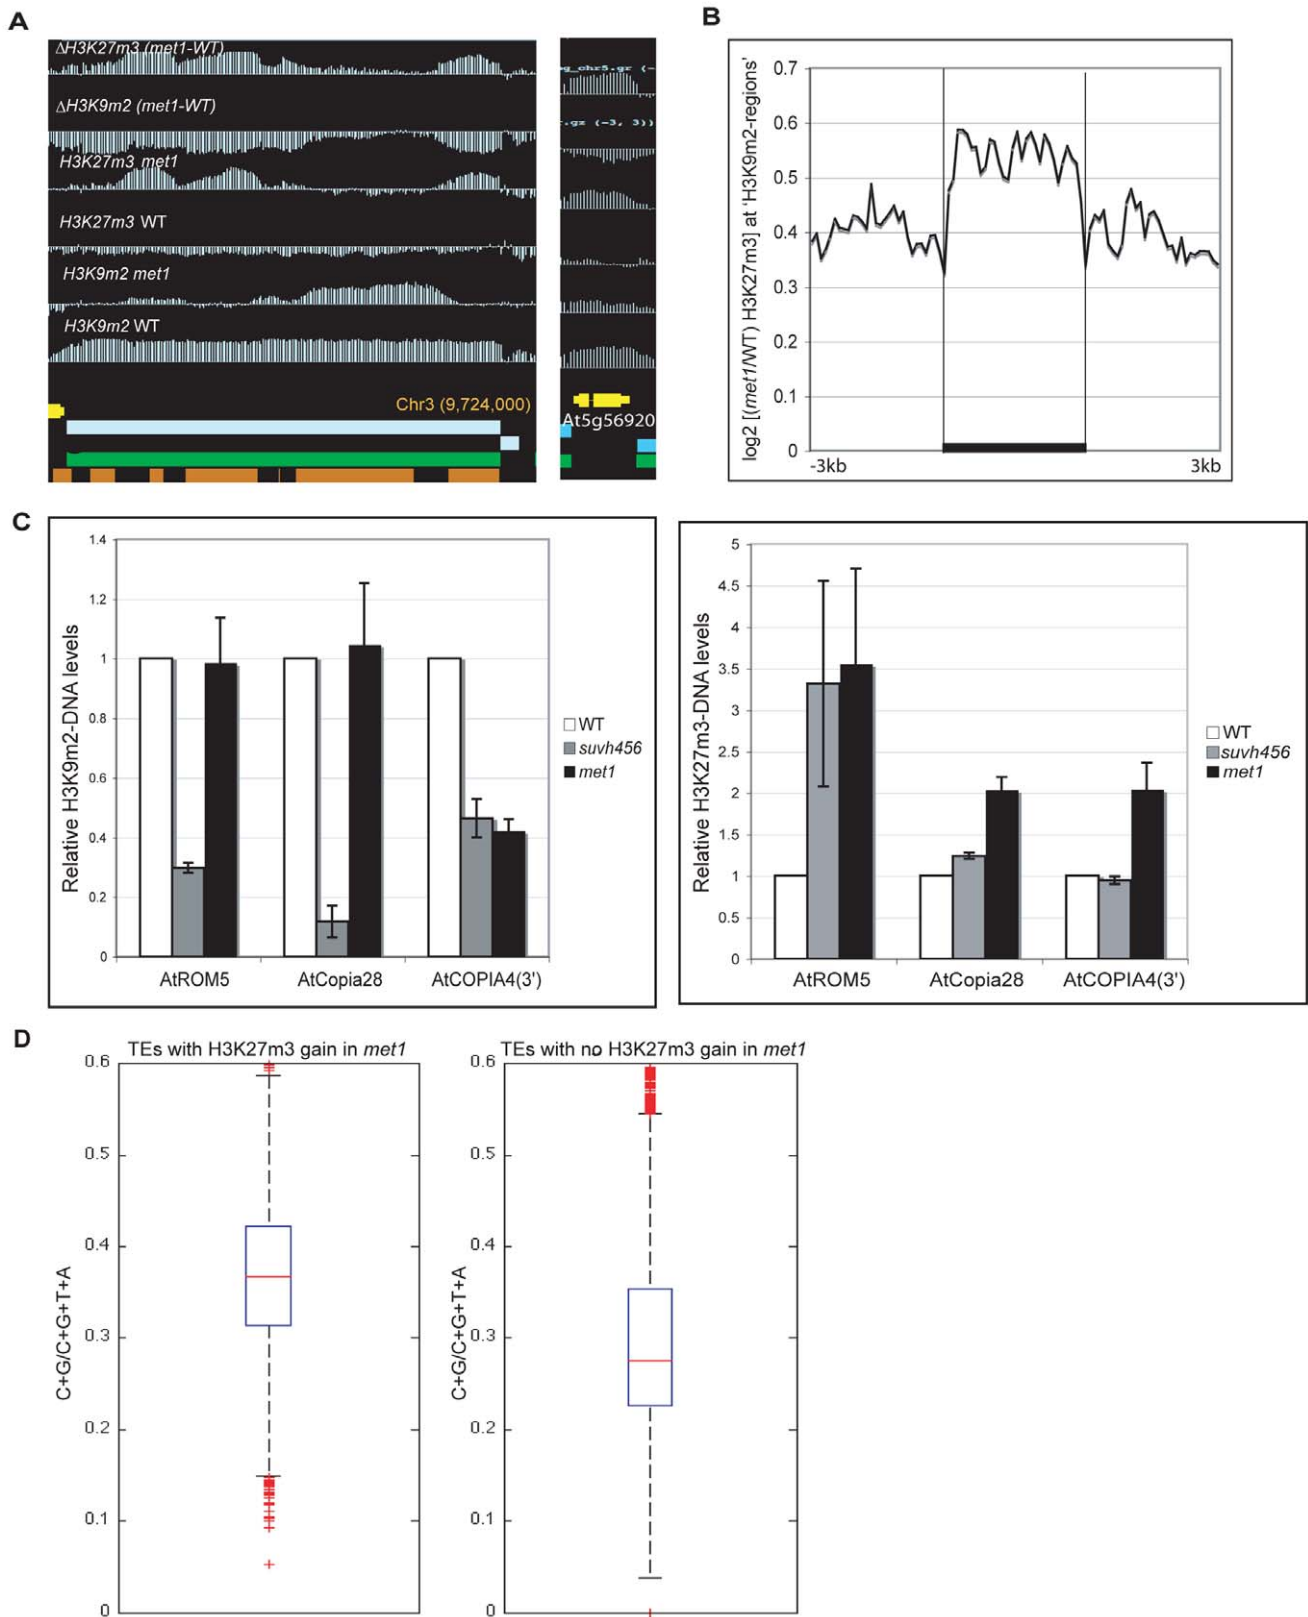 A
ΔH3K27m3 (met1-WT)
ΔH3K9m2 (met1-WT)
H3K27m3 met1
H3K27m3 WT
H3K9m2 met1
H3K9m2 WT
Chr3 (9,724,000)
g_chr5.gr (-
r.gz (-3, 3))
At5g56920
B
log2 [(met1/WT) H3K27m3] at 'H3K9m2-regions'
0.7
0.6
0.5
0.4
0.3
0.2
0.1
0
-3kb
3kb
C
Relative H3K9m2-DNA levels
1.4
1.2
1
0.8
0.6
0.4
0.2
0
AtROM5
AtCopia28
AtCOPIA4(3')
WT
suvh456
met1
Relative H3K27m3-DNA levels
5
4.5
4
3.5
3
2.5
2
1.5
1
0.5
0
AtROM5
AtCopia28
AtCOPIA4(3')
WT
suvh456
met1
D
TEs with H3K27m3 gain in met1
C+G/C+G+T+A
0.6
0.5
0.4
0.3
0.2
0.1
0
TEs with no H3K27m3 gain in met1
C+G/C+G+T+A
0.6
0.5
0.4
0.3
0.2
0.1
0